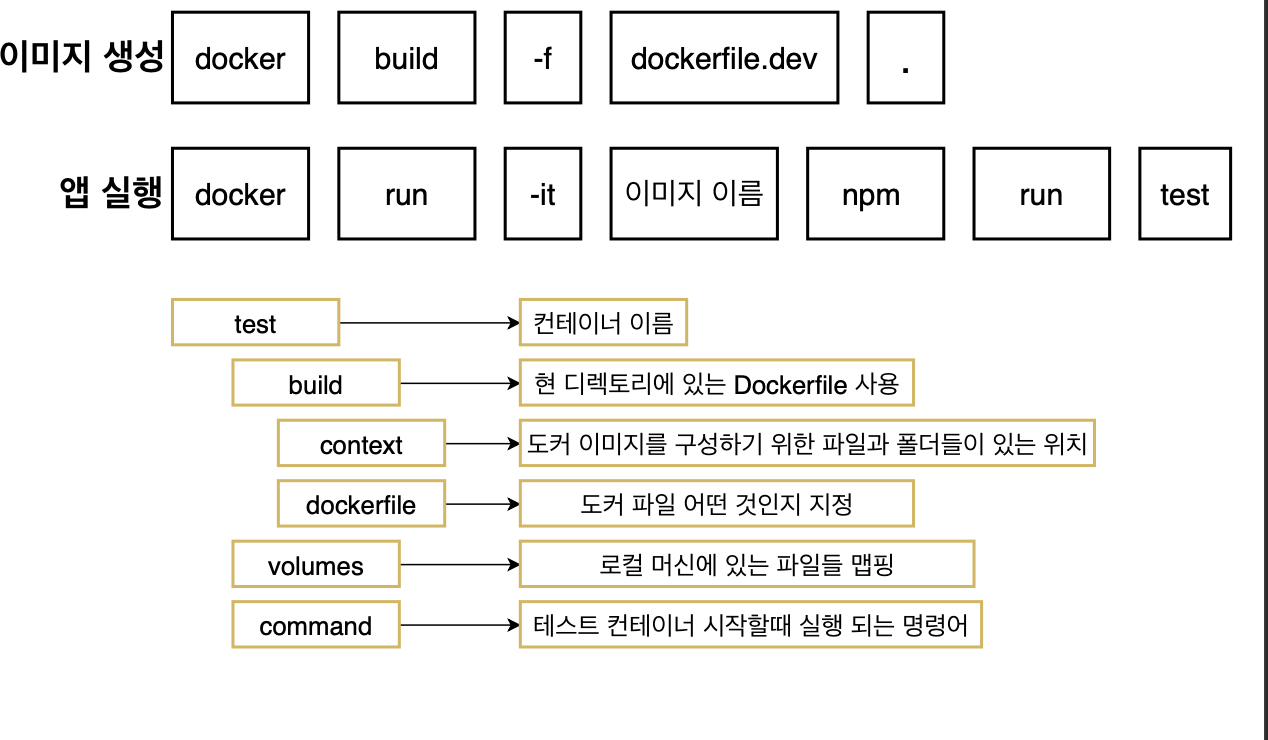 이미지 생성 docker build -f dockerfile.dev .
앱 실행 docker run -it 이미지 이름 npm run test
test 컨테이너 이름
build 현 디렉토리에 있는 Dockerfile 사용
context 도커 이미지를 구성하기 위한 파일과 폴더들이 있는 위치
dockerfile 도커 파일 어떤 것인지 지정
volumes 로컬 머신에 있는 파일들 맵핑
command 테스트 컨테이너 시작할때 실행 되는 명령어